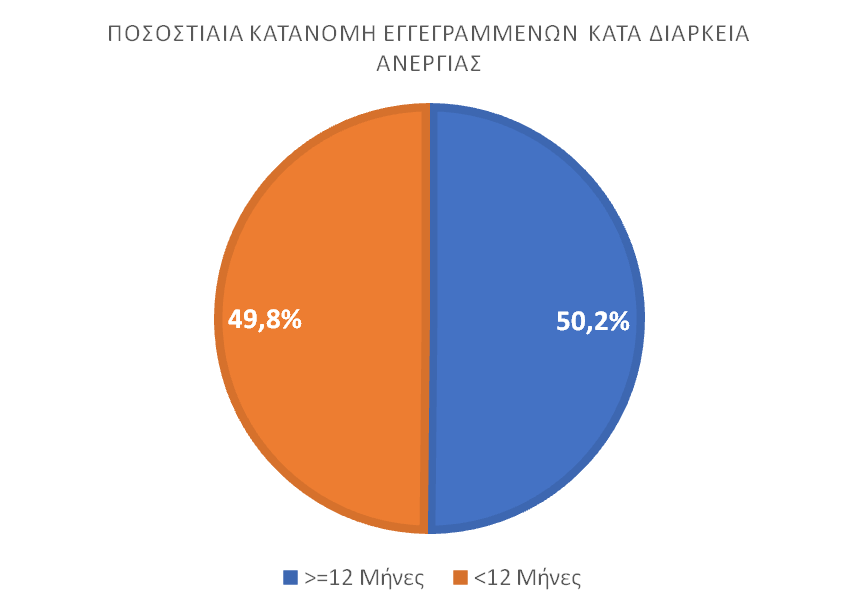 ΠΟΣΟΣΤΙΑΙΑ ΚΑΤΑΝΟΜΗ ΕΓΓΕΓΡΑΜΜΕΝΩΝ ΚΑΤΑ ΔΙΑΡΚΕΙΑ
ΑΝΕΡΓΙΑΣ
49,8%
50,2%
>=12 Μήνες
<12 Μήνες